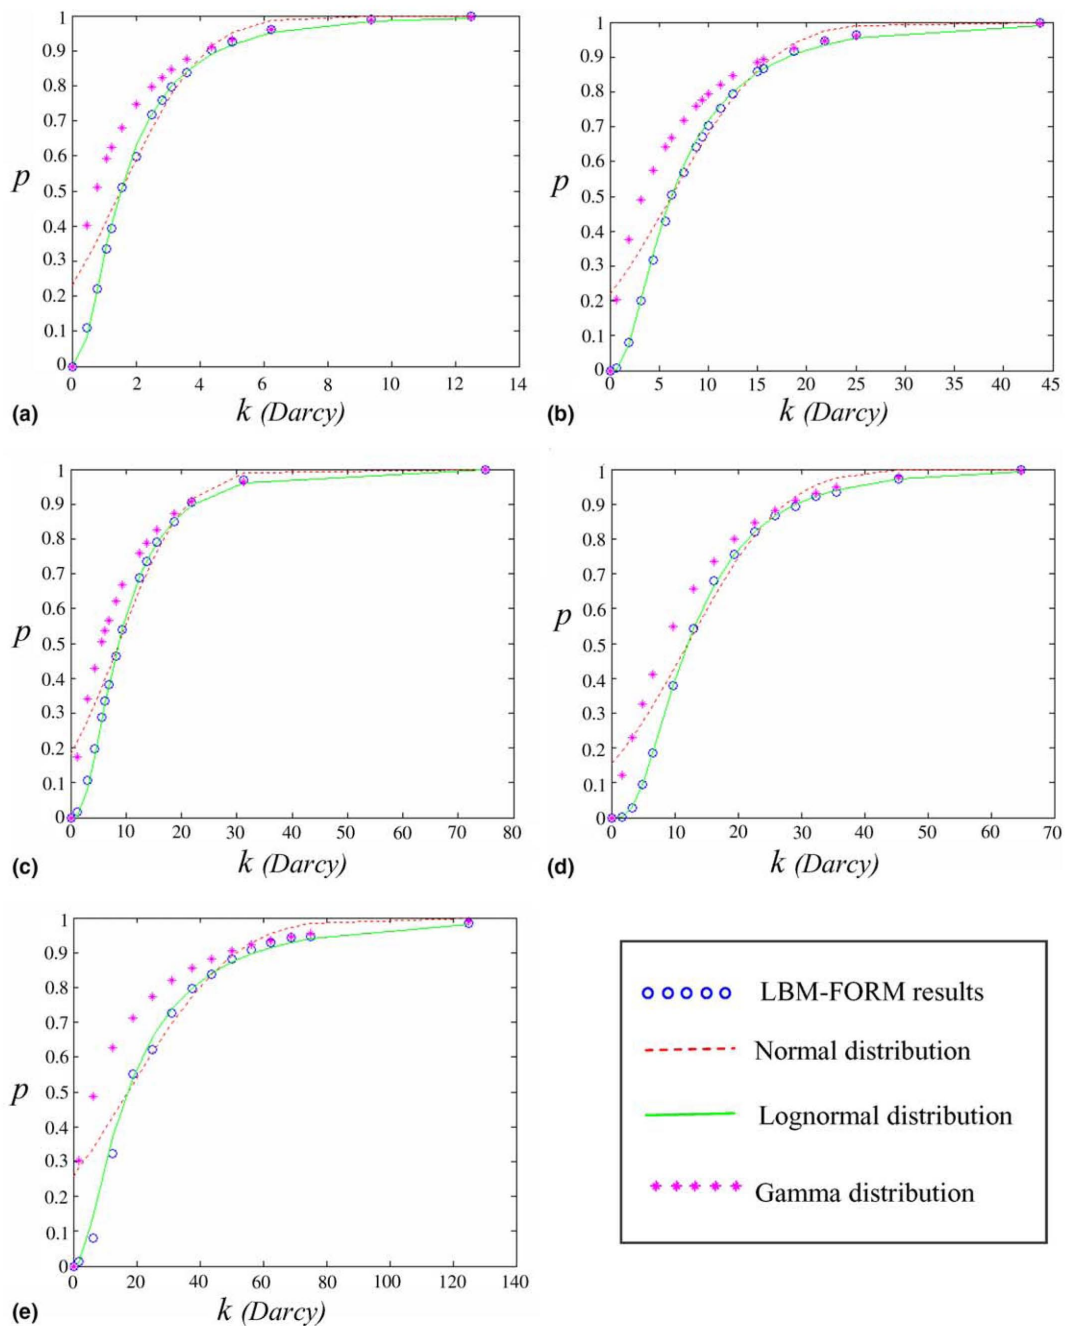 1
0.9
0.8
0.7
0.6
0.5
0.4
0.3
0.2
0.1
0
p
0 2 4 6 8 10 12 14
(a) k (Darcy)
1
0.9
0.8
0.7
0.6
0.5
0.4
0.3
0.2
0.1
0
p
0 5 10 15 20 25 30 35 40 45
(b) k (Darcy)
1
0.9
0.8
0.7
0.6
0.5
0.4
0.3
0.2
0.1
0
p
0 10 20 30 40 50 60 70 80
(c) k (Darcy)
1
0.9
0.8
0.7
0.6
0.5
0.4
0.3
0.2
0.1
0
p
0 10 20 30 40 50 60 70
(d) k (Darcy)
1
0.9
0.8
0.7
0.6
0.5
0.4
0.3
0.2
0.1
0
p
0 20 40 60 80 100 120 140
(e) k (Darcy)
LBM-FORM results
Normal distribution
Lognormal distribution
Gamma distribution